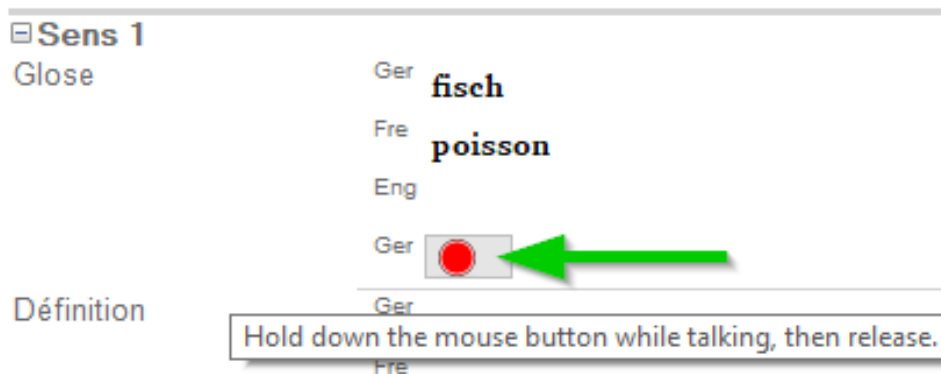 Sens 1
Glose Ger fisch
Fre poisson
Eng
Ger
Définition Ger
Hold down the mouse button while talking, then release.
Fre